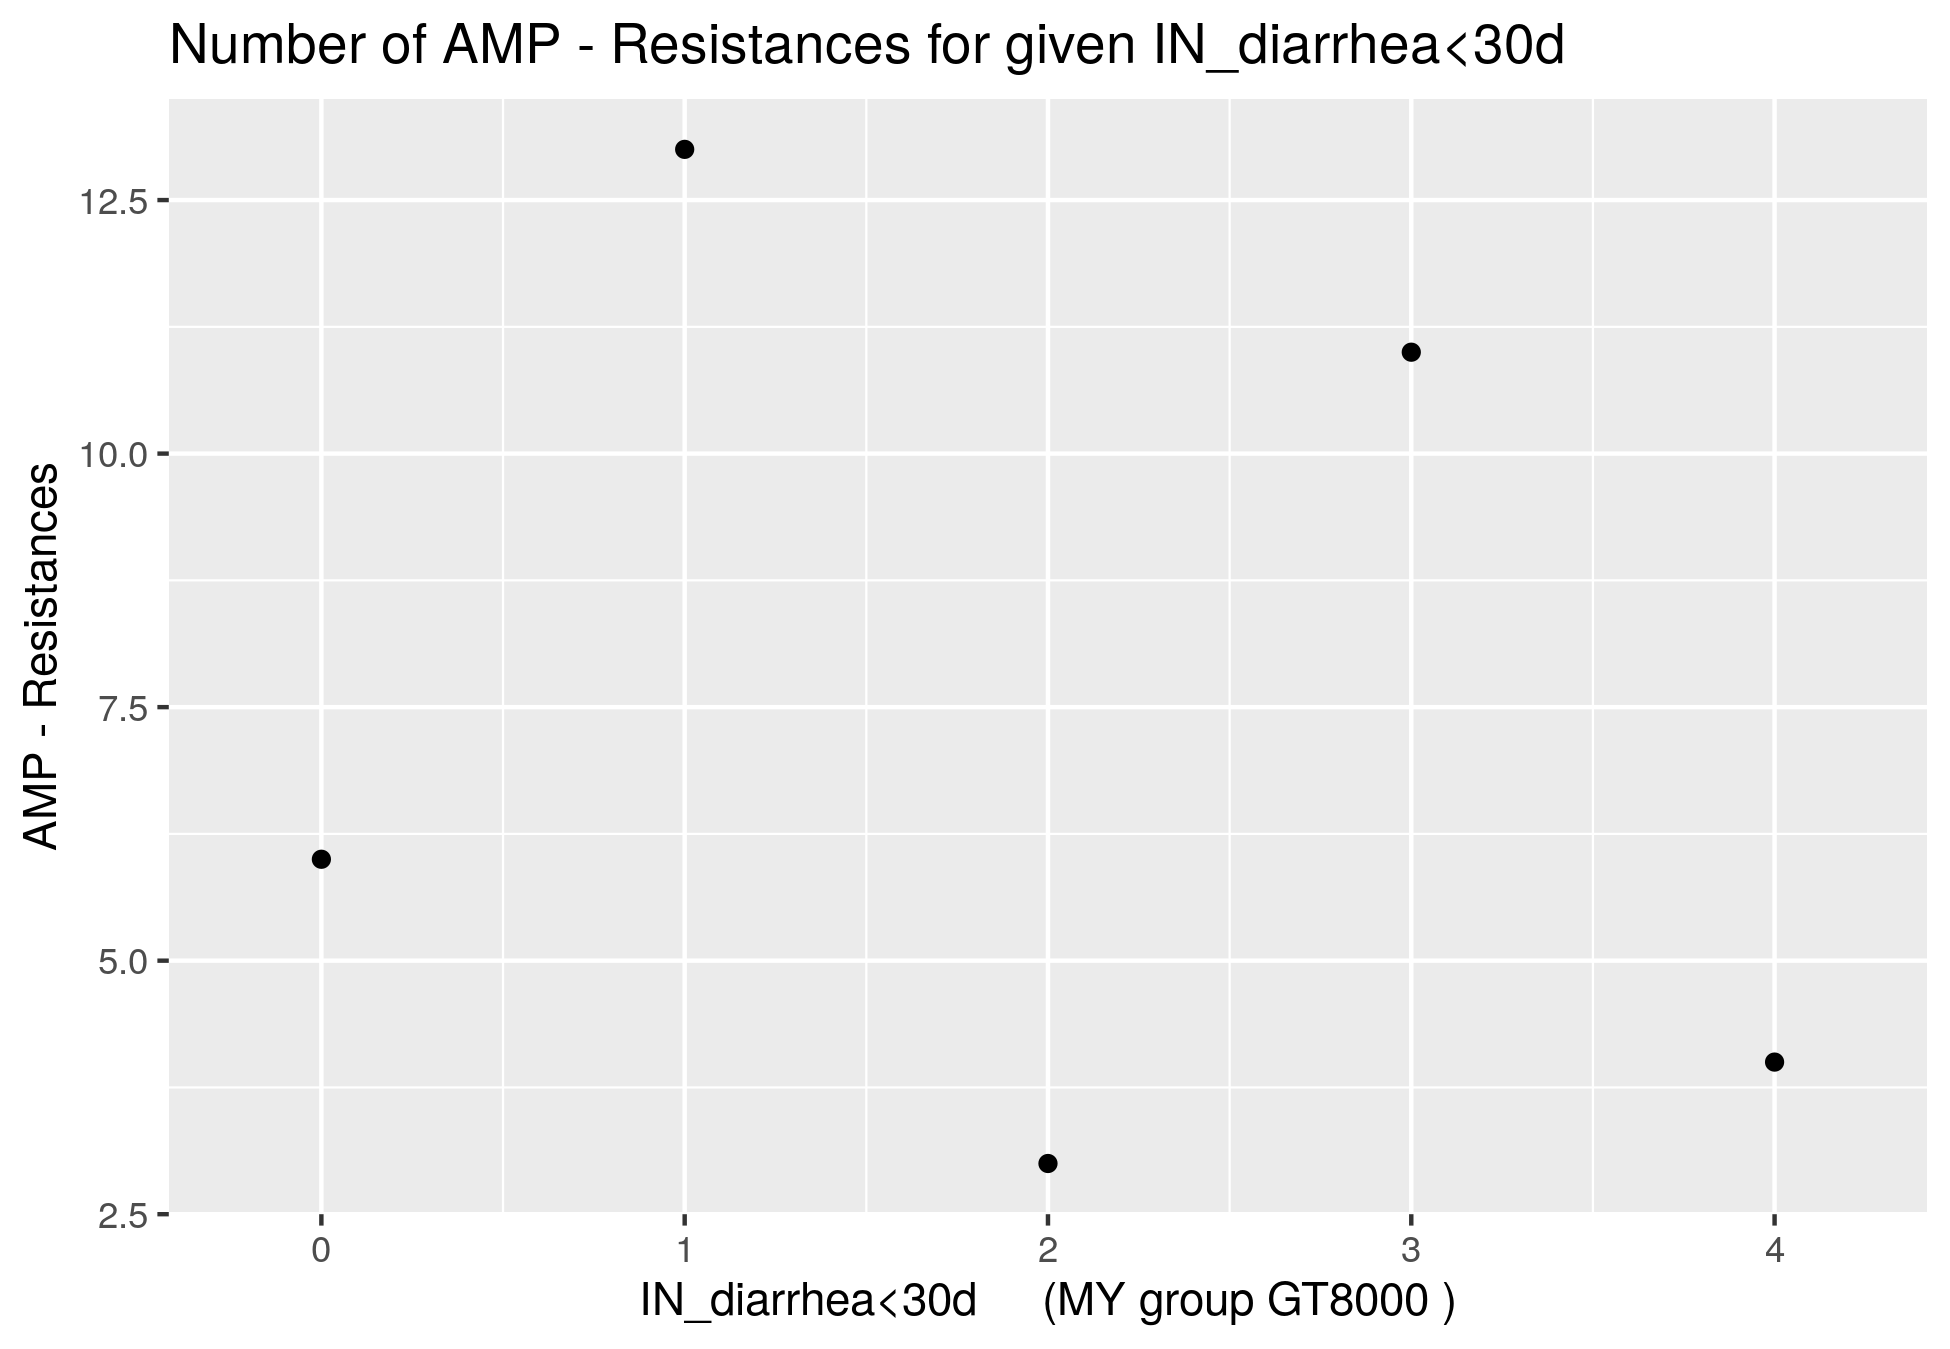 Number of AMP - Resistances for given IN_diarrhea<30d
12.5
10.0
7.5
5.0
2.5
AMP - Resistances
0 1 2 3 4
IN_diarrhea<30d (MY group GT8000 )